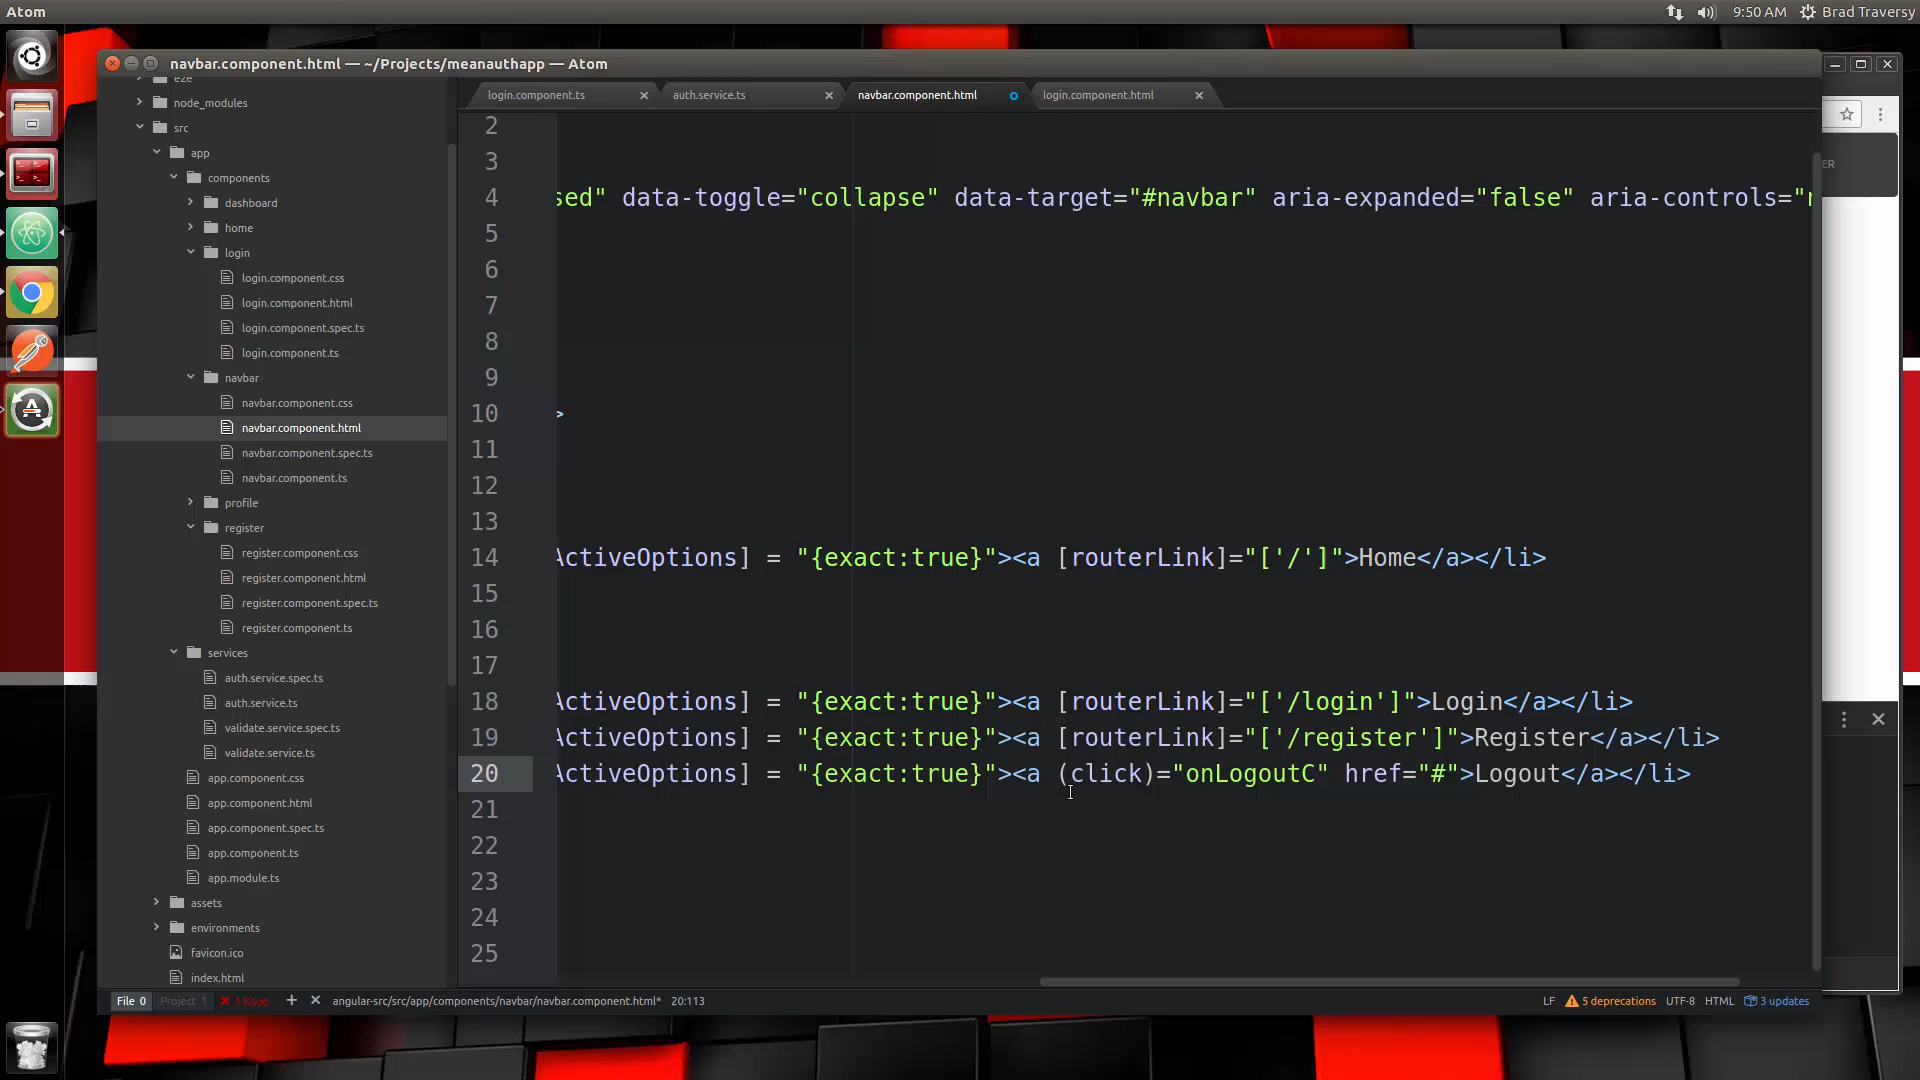 Atom
9:50 AM
Brad Traversy
navbar.component.html — ~/Projects/meanauthapp — Atom
e2e
node_modules
src
app
components
dashboard
home
login
login.component.css
login.component.html
login.component.spec.ts
login.component.ts
navbar
navbar.component.css
navbar.component.html
navbar.component.spec.ts
navbar.component.ts
profile
register
register.component.css
register.component.html
register.component.spec.ts
register.component.ts
services
auth.service.spec.ts
auth.service.ts
validate.service.spec.ts
validate.service.ts
app.component.css
app.component.html
app.component.spec.ts
app.component.ts
app.module.ts
assets
environments
favicon.ico
index.html
login.component.ts
auth.service.ts
navbar.component.html
login.component.html
ER
2
3
4 sed" data-toggle="collapse" data-target="#navbar" aria-expanded="false" aria-controls="n
5
6
7
8
9
10 >
11
12
13
14 ActiveOptions] = "{exact:true}"><a [routerLink]="['/']">Home</a></li>
15
16
17
18 ActiveOptions] = "{exact:true}"><a [routerLink]="['/login']">Login</a></li>
19 ActiveOptions] = "{exact:true}"><a [routerLink]="['/register']">Register</a></li>
20 ActiveOptions] = "{exact:true}"><a (click)="onLogoutC" href="#">Logout</a></li>
21
22
23
24
25
File 0 Project 1 1 Issue + × angular-src/src/app/components/navbar/navbar.component.html* 20:113 LF 5 deprecations UTF-8 HTML 3 updates